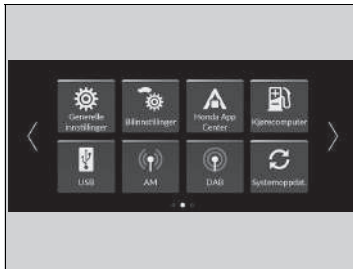 Generelle
innstillinger
Bilinnstillinger
Honda App
Center
Kjørecomputer
USB
AM
DAB
Systemoppdat.